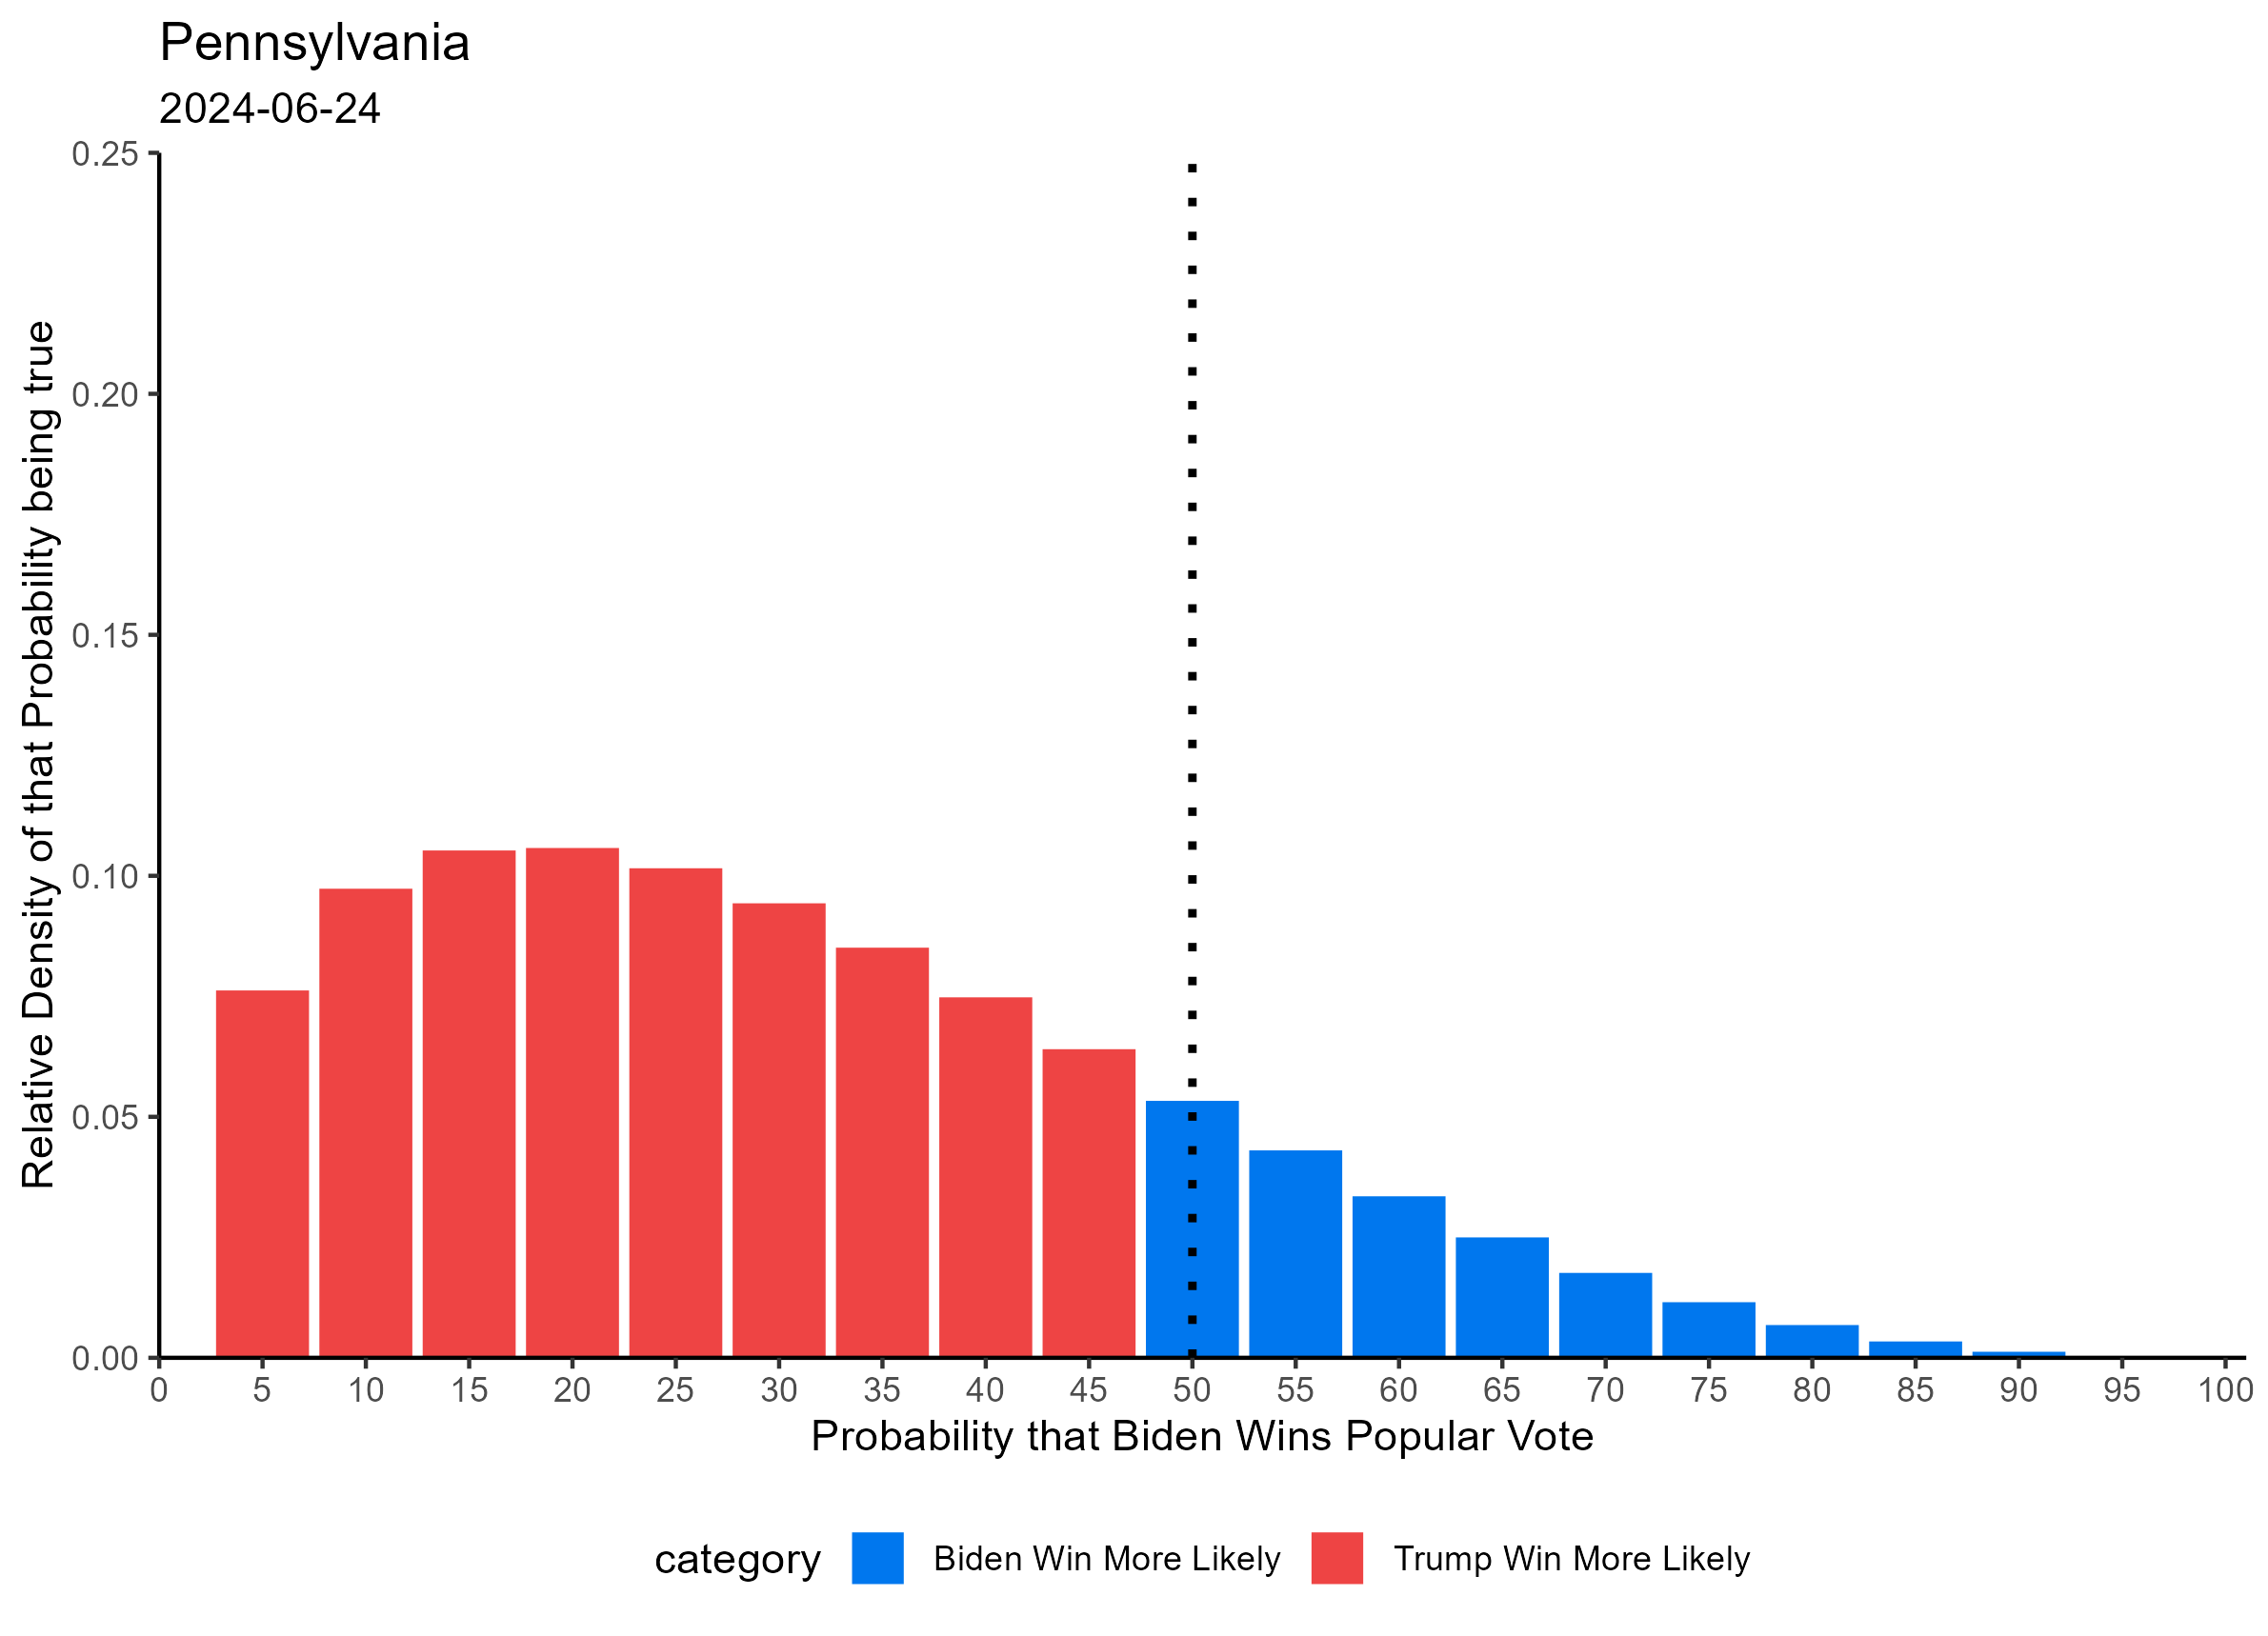 Pennsylvania
2024-06-24
Relative Density of that Probability being true
0.25
0.20
0.15
0.10
0.05
0.00
0 5 10 15 20 25 30 35 40 45 50 55 60 65 70 75 80 85 90 95 100
Probability that Biden Wins Popular Vote
category Biden Win More Likely Trump Win More Likely